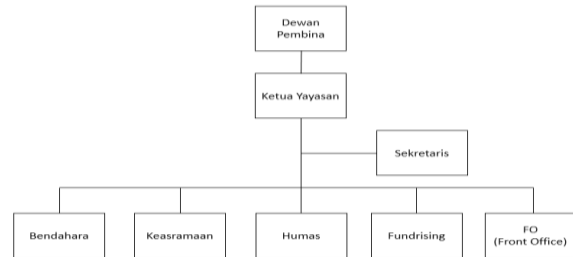 Dewan
Pembina
Ketua Yayasan
Sekretaris
Bendahara
Keasramaan
Humas
Fundrising
FO
(Front Office)